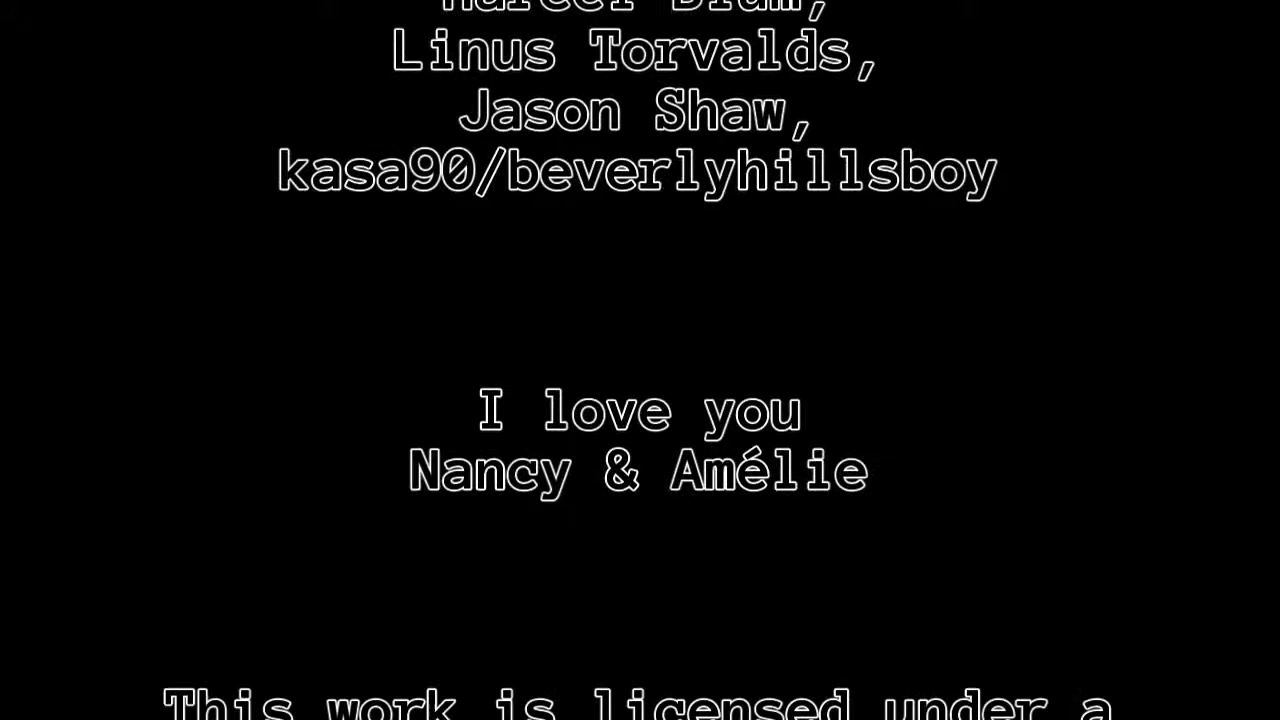 Linus Torvalds,
Jason Shaw,
kasa90/beverlyhillsboy
I love you
Nancy & Amélie
This work is licensed under a